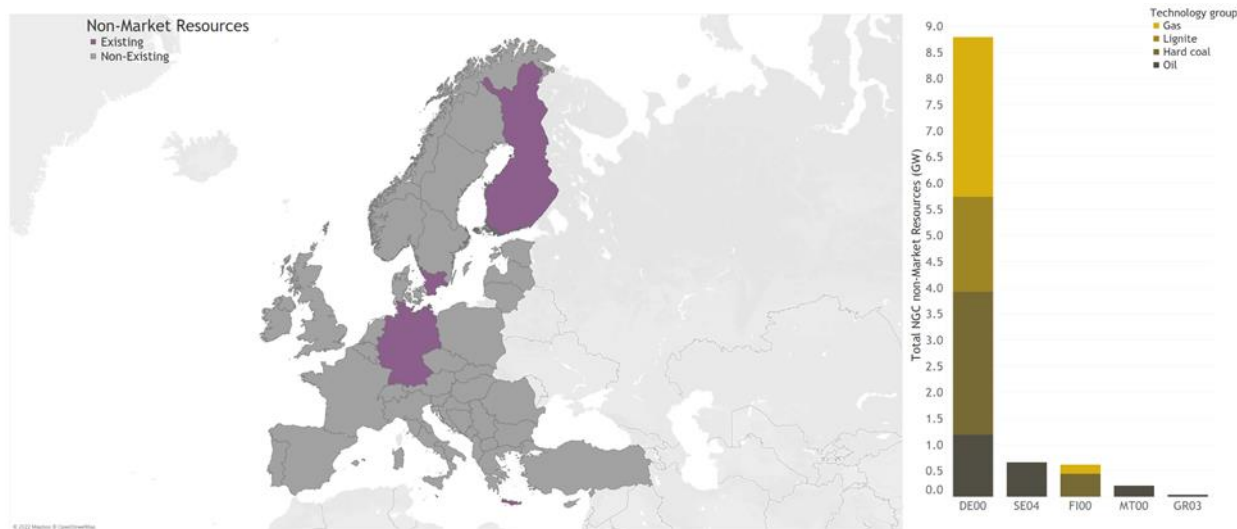 Non-Market Resources
Existing
Non-Existing
© 2022 Mapbox © OpenStreetMap
Technology group
Gas
Lignite
Hard coal
Oil
Total NGC non-Market Resources (GW)
9.0
8.5
8.0
7.5
7.0
6.5
6.0
5.5
5.0
4.5
4.0
3.5
3.0
2.5
2.0
1.5
1.0
0.5
0.0
DE00 SE04 FI00 MT00 GR03